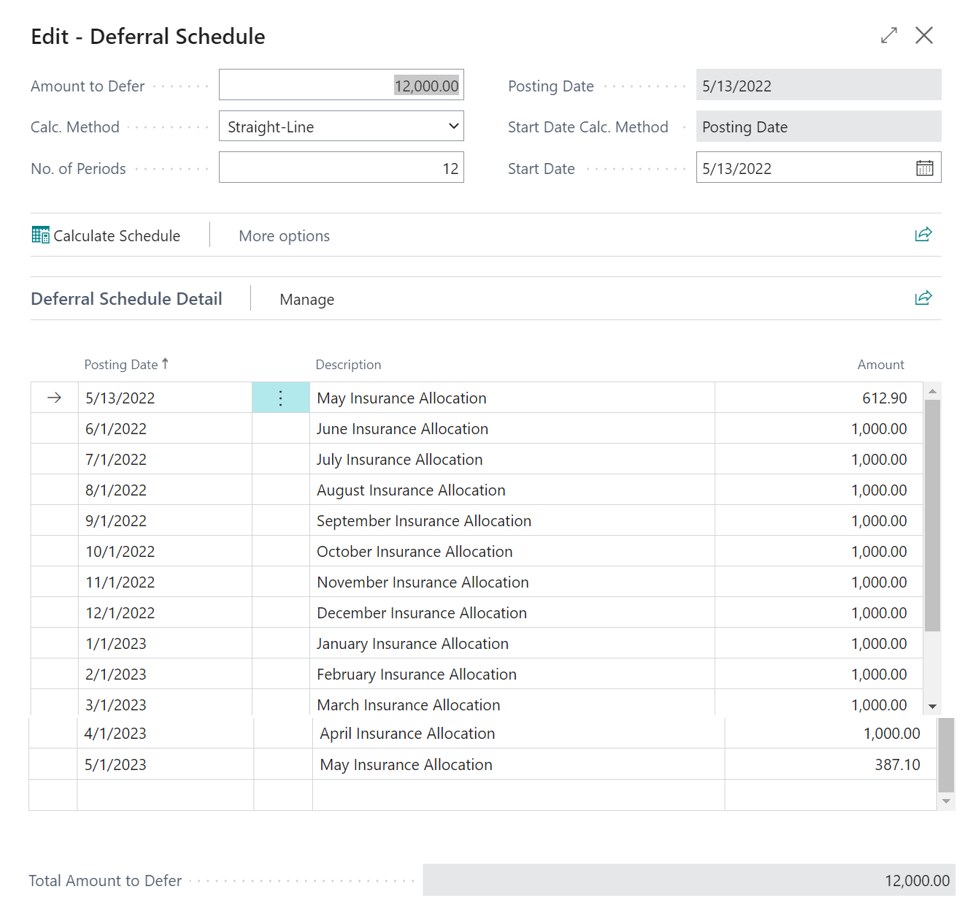 Edit - Deferral Schedule
Amount to Defer 12,000.00 Posting Date 5/13/2022
Calc. Method Straight-Line Start Date Calc. Method Posting Date
No. of Periods 12 Start Date 5/13/2022
Calculate Schedule More options
Deferral Schedule Detail Manage
Posting Date ↑ Description Amount
→ 5/13/2022 ⋮ May Insurance Allocation 612.90
6/1/2022 June Insurance Allocation 1,000.00
7/1/2022 July Insurance Allocation 1,000.00
8/1/2022 August Insurance Allocation 1,000.00
9/1/2022 September Insurance Allocation 1,000.00
10/1/2022 October Insurance Allocation 1,000.00
11/1/2022 November Insurance Allocation 1,000.00
12/1/2022 December Insurance Allocation 1,000.00
1/1/2023 January Insurance Allocation 1,000.00
2/1/2023 February Insurance Allocation 1,000.00
3/1/2023 March Insurance Allocation 1,000.00
4/1/2023 April Insurance Allocation 1,000.00
5/1/2023 May Insurance Allocation 387.10
Total Amount to Defer 12,000.00